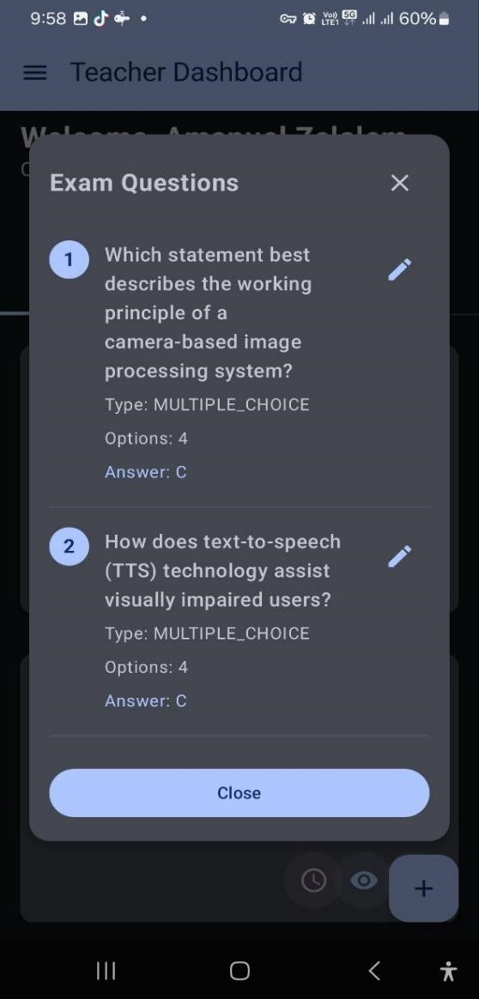 9:58
Vo)) LTE1 5G 60%
Teacher Dashboard
Welcome, Amanuel
Exam Questions
1
Which statement best
describes the working
principle of a
camera-based image
processing system?
Type: MULTIPLE_CHOICE
Options: 4
Answer: C
2
How does text-to-speech
(TTS) technology assist
visually impaired users?
Type: MULTIPLE_CHOICE
Options: 4
Answer: C
Close